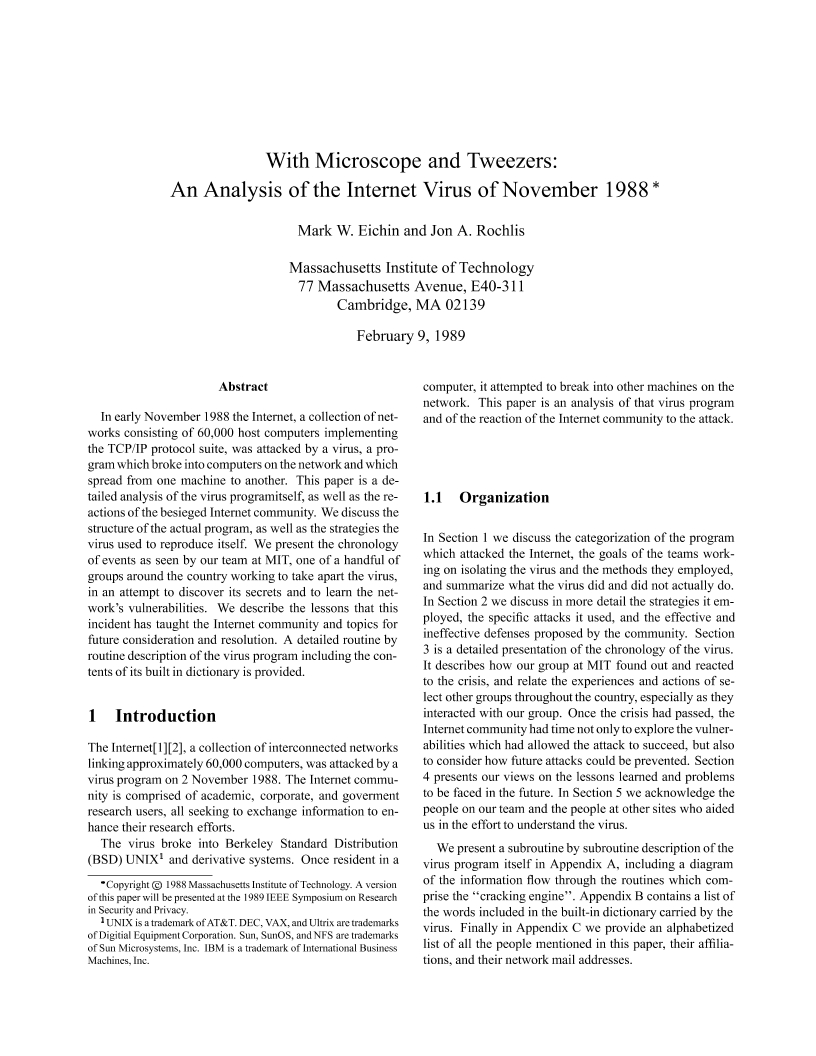 With Microscope and Tweezers:
An Analysis of the Internet Virus of November 1988*
Mark W. Eichin and Jon A. Rochlis
Massachusetts Institute of Technology
77 Massachusetts Avenue, E40-311
Cambridge, MA 02139
February 9, 1989
Abstract
In early November 1988 the Internet, a collection of net-
works consisting of 60,000 host computers implementing
the TCP/IP protocol suite, was attacked by a virus, a pro-
gram which broke into computers on the network and which
spread from one machine to another. This paper is a de-
tailed analysis of the virus programitself, as well as the re-
actions of the besieged Internet community. We discuss the
structure of the actual program, as well as the strategies the
virus used to reproduce itself. We present the chronology
of events as seen by our team at MIT, one of a handful of
groups around the country working to take apart the virus,
in an attempt to discover its secrets and to learn the net-
work's vulnerabilities. We describe the lessons that this
incident has taught the Internet community and topics for
future consideration and resolution. A detailed routine by
routine description of the virus program including the con-
tents of its built in dictionary is provided.
1 Introduction
The Internet[1][2], a collection of interconnected networks
linking approximately 60,000 computers, was attacked by a
virus program on 2 November 1988. The Internet commu-
nity is comprised of academic, corporate, and goverment
research users, all seeking to exchange information to en-
hance their research efforts.
The virus broke into Berkeley Standard Distribution
(BSD) UNIX1 and derivative systems. Once resident in a
*Copyright © 1988 Massachusetts Institute of Technology. A version
of this paper will be presented at the 1989 IEEE Symposium on Research
in Security and Privacy.
1UNIX is a trademark of AT&T. DEC, VAX, and Ultrix are trademarks
of Digitial Equipment Corporation. Sun, SunOS, and NFS are trademarks
of Sun Microsystems, Inc. IBM is a trademark of International Business
Machines, Inc.
computer, it attempted to break into other machines on the
network. This paper is an analysis of that virus program
and of the reaction of the Internet community to the attack.
1.1 Organization
In Section 1 we discuss the categorization of the program
which attacked the Internet, the goals of the teams work-
ing on isolating the virus and the methods they employed,
and summarize what the virus did and did not actually do.
In Section 2 we discuss in more detail the strategies it em-
ployed, the specific attacks it used, and the effective and
ineffective defenses proposed by the community. Section
3 is a detailed presentation of the chronology of the virus.
It describes how our group at MIT found out and reacted
to the crisis, and relate the experiences and actions of se-
lect other groups throughout the country, especially as they
interacted with our group. Once the crisis had passed, the
Internet community had time not only to explore the vulner-
abilities which had allowed the attack to succeed, but also
to consider how future attacks could be prevented. Section
4 presents our views on the lessons learned and problems
to be faced in the future. In Section 5 we acknowledge the
people on our team and the people at other sites who aided
us in the effort to understand the virus.
We present a subroutine by subroutine description of the
virus program itself in Appendix A, including a diagram
of the information flow through the routines which com-
prise the ‘‘cracking engine’’. Appendix B contains a list of
the words included in the built-in dictionary carried by the
virus. Finally in Appendix C we provide an alphabetized
list of all the people mentioned in this paper, their affilia-
tions, and their network mail addresses.